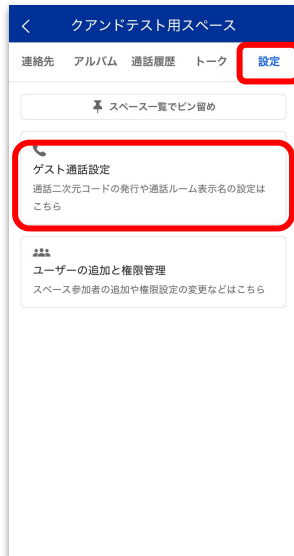 クアンドテスト用スペース
連絡先 アルバム 通話履歴 トーク 設定
スペース一覧でピン留め
ゲスト通話設定
通話二次元コードの発行や通話ルーム表示名の設定は
こちら
ユーザーの追加と権限管理
スペース参加者の追加や権限設定の変更などはこちら